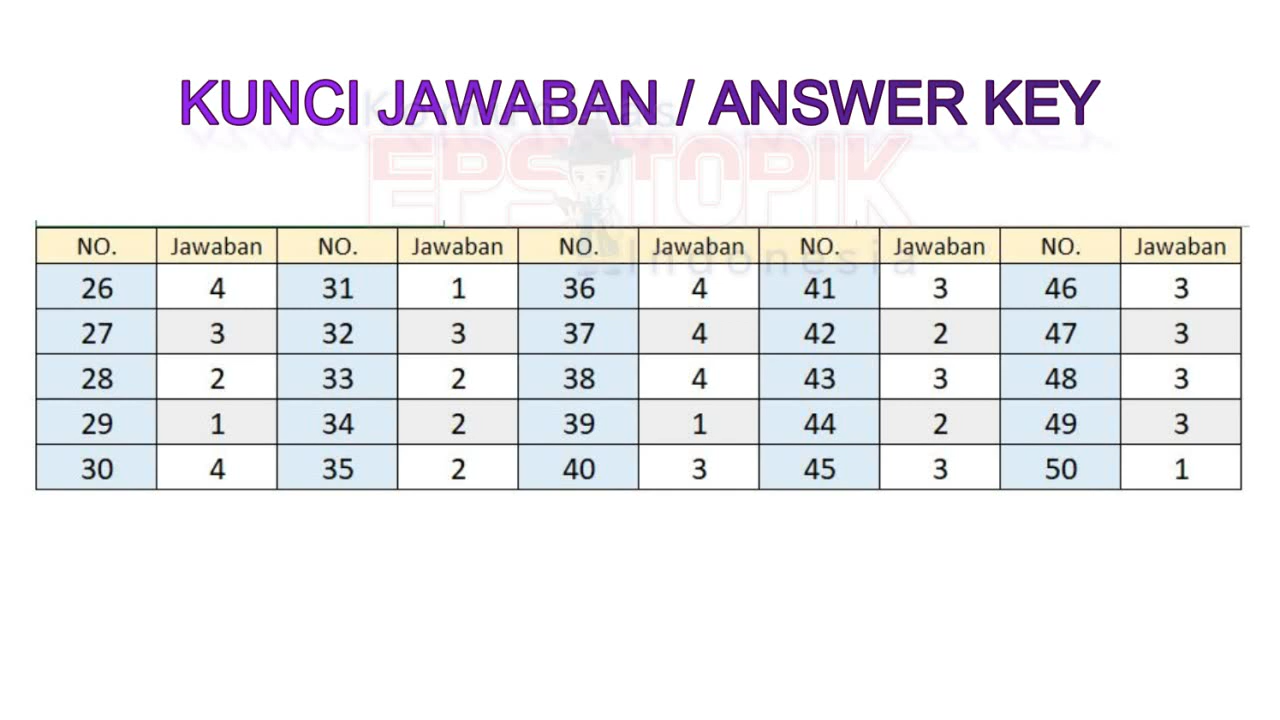 KUNCI JAWABAN / ANSWER KEY
EPS TOPIK
Indonesia
NO. Jawaban NO. Jawaban NO. Jawaban NO. Jawaban NO. Jawaban
26 4 31 1 36 4 41 3 46 3
27 3 32 3 37 4 42 2 47 3
28 2 33 2 38 4 43 3 48 3
29 1 34 2 39 1 44 2 49 3
30 4 35 2 40 3 45 3 50 1